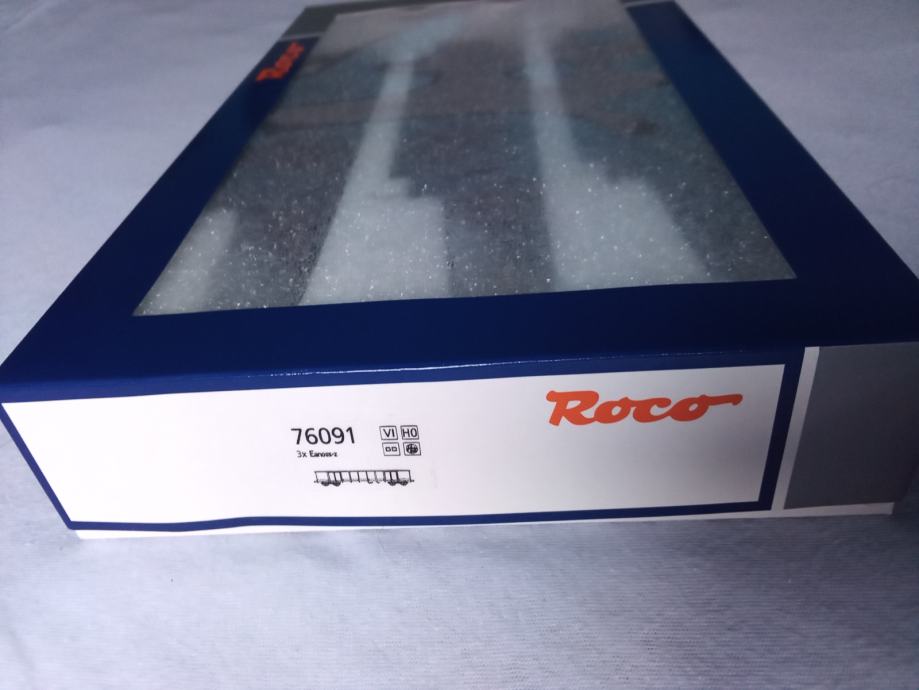 Roco
Roco
76091
VI H0
3x Eanoss-z